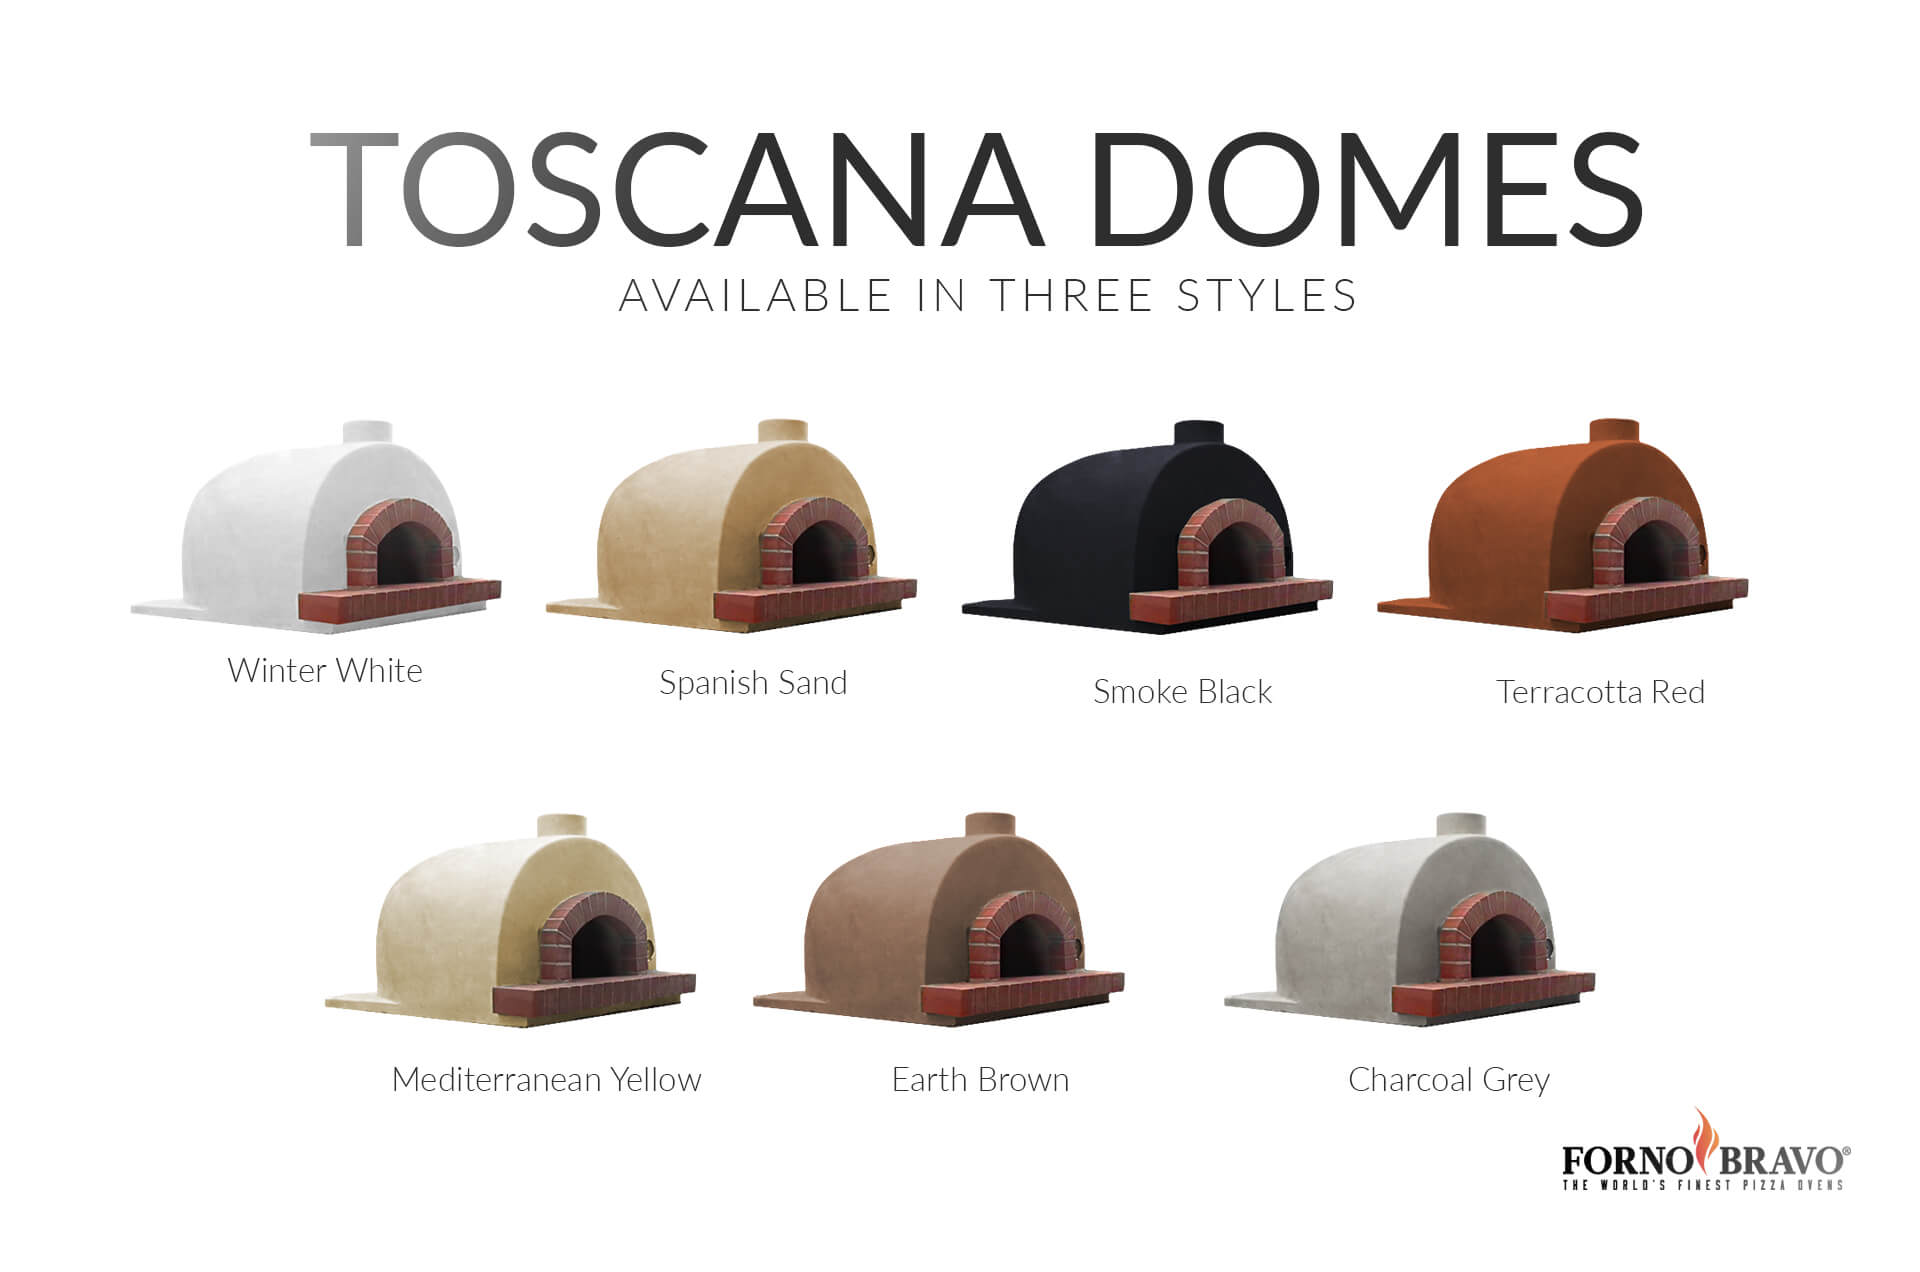 TOSCANA DOMES
AVAILABLE IN THREE STYLES
Winter White
Spanish Sand
Smoke Black
Terracotta Red
Mediterranean Yellow
Earth Brown
Charcoal Grey
FORNO BRAVO®
THE WORLD'S FINEST PIZZA OVENS